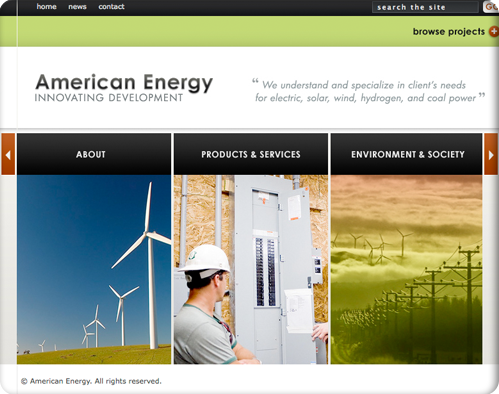 home news contact search the site GO
browse projects +
American Energy
INNOVATING DEVELOPMENT
“ We understand and specialize in client's needs
for electric, solar, wind, hydrogen, and coal power ”
ABOUT PRODUCTS & SERVICES ENVIRONMENT & SOCIETY
© American Energy. All rights reserved.